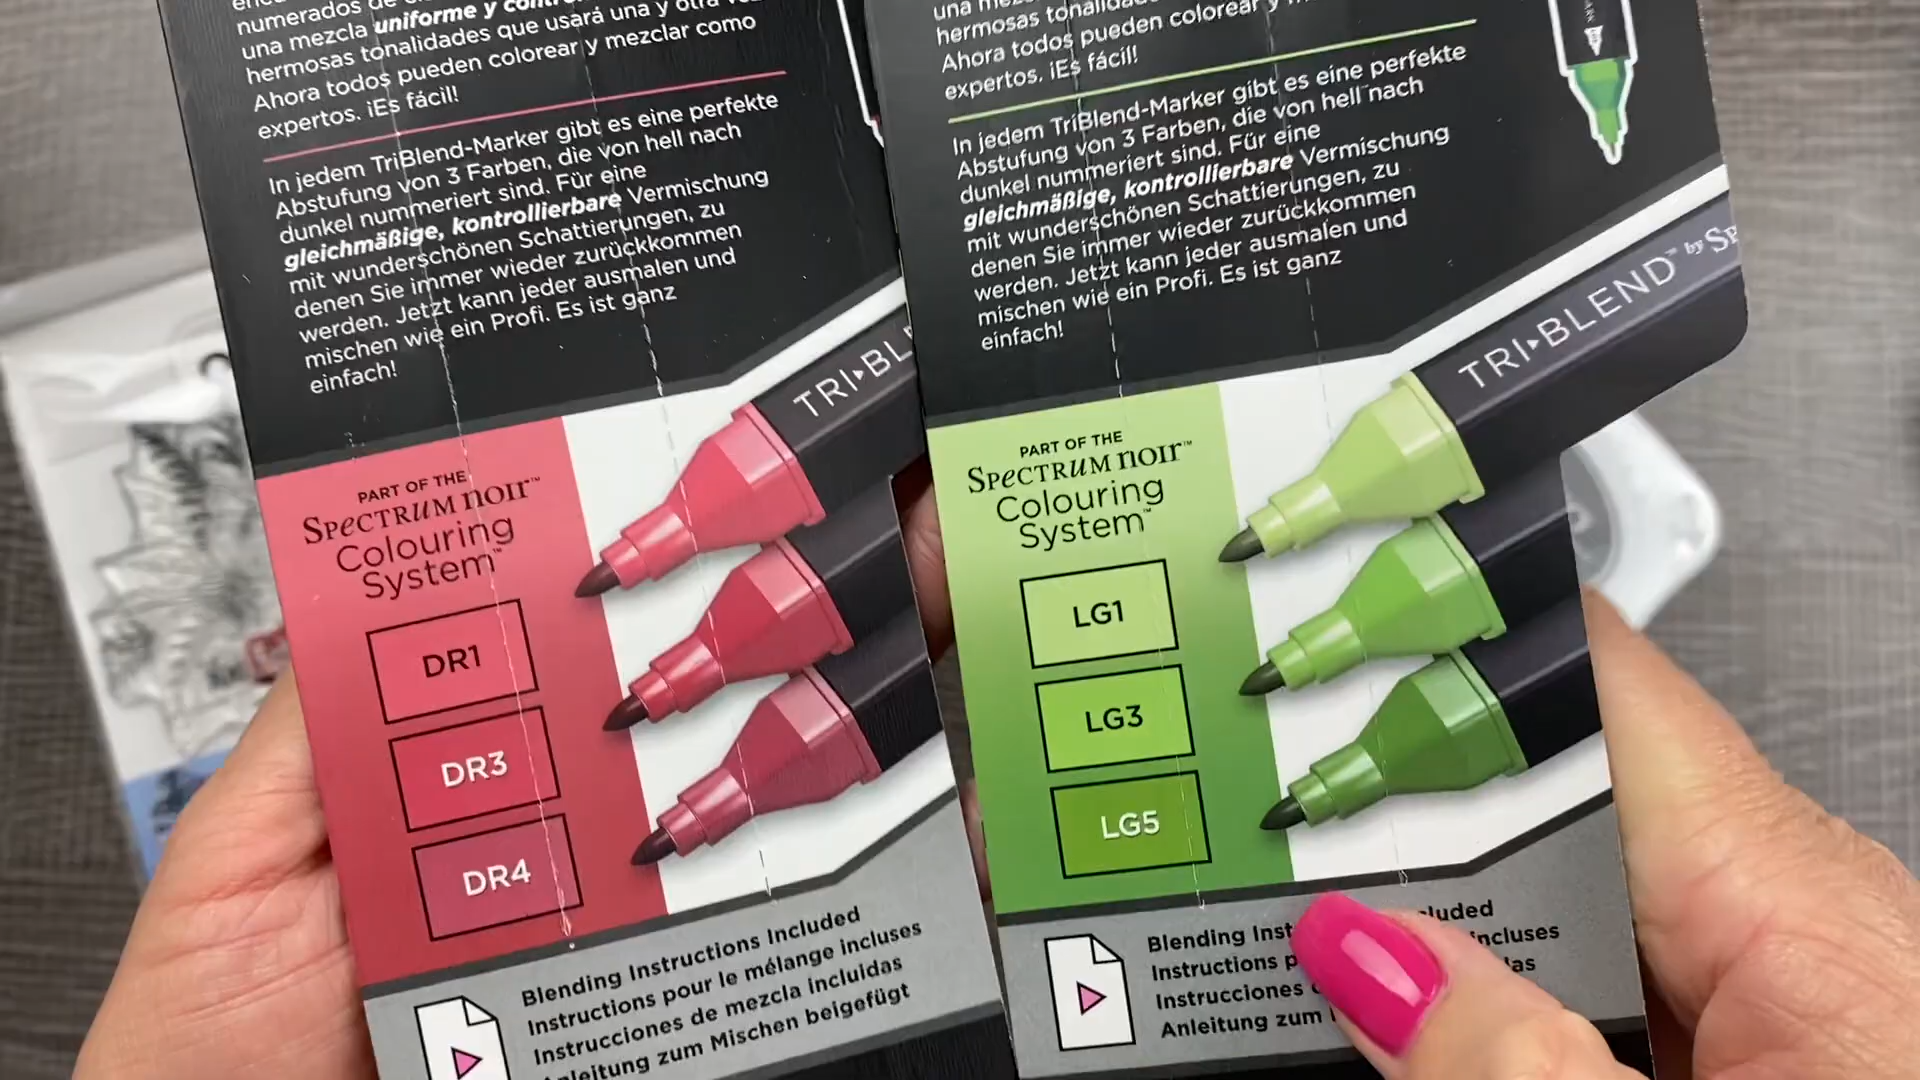 numerados de
una mezcla uniforme y
hermosas tonalidades que usará una y otra
Ahora todos pueden colorear y mezclar como
expertos. ¡Es fácil!
In jedem TriBlend-Marker gibt es eine perfekte
Abstufung von 3 Farben, die von hell nach
dunkel nummeriert sind. Für eine
gleichmäßige, kontrollierbare Vermischung
mit wunderschönen Schattierungen, zu
denen Sie immer wieder zurückkommen
werden. Jetzt kann jeder ausmalen und
mischen wie ein Profi. Es ist ganz
einfach!
TRI▸BL
PART OF THE
SPECTRUM NOIR™
Colouring
System™
DR1
DR3
DR4
Blending Instructions Included
Instructions pour le mélange incluses
Instrucciones de mezcla incluidas
Anleitung zum Mischen beigefügt
una
hermosas
Ahora todos pueden colorear y
expertos. ¡Es fácil!
In jedem TriBlend-Marker gibt es eine perfekte
Abstufung von 3 Farben, die von hell nach
dunkel nummeriert sind. Für eine
gleichmäßige, kontrollierbare Vermischung
mit wunderschönen Schattierungen, zu
denen Sie immer wieder zurückkommen
werden. Jetzt kann jeder ausmalen und
mischen wie ein Profi. Es ist ganz
einfach!
TRI▸BLEND™ by SP
PART OF THE
SPECTRUM NOIR™
Colouring
System™
LG1
LG3
LG5
Blending Inst luded
Instructions p incluses
Instrucciones das
Anleitung zum